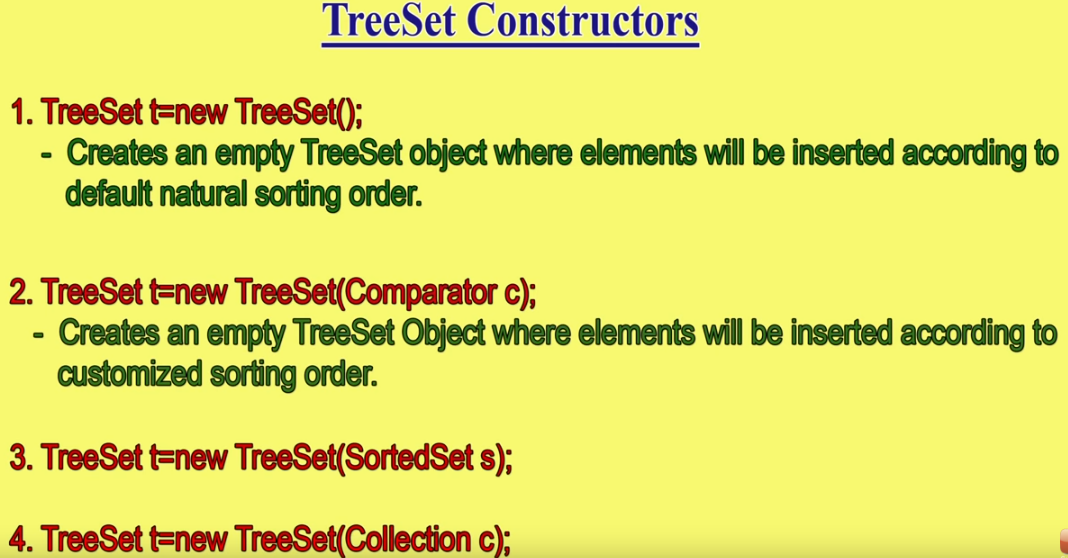 TreeSet Constructors
1. TreeSet t=new TreeSet();
- Creates an empty TreeSet object where elements will be inserted according to
default natural sorting order.
2. TreeSet t=new TreeSet(Comparator c);
- Creates an empty TreeSet Object where elements will be inserted according to
customized sorting order.
3. TreeSet t=new TreeSet(SortedSet s);
4. TreeSet t=new TreeSet(Collection c);